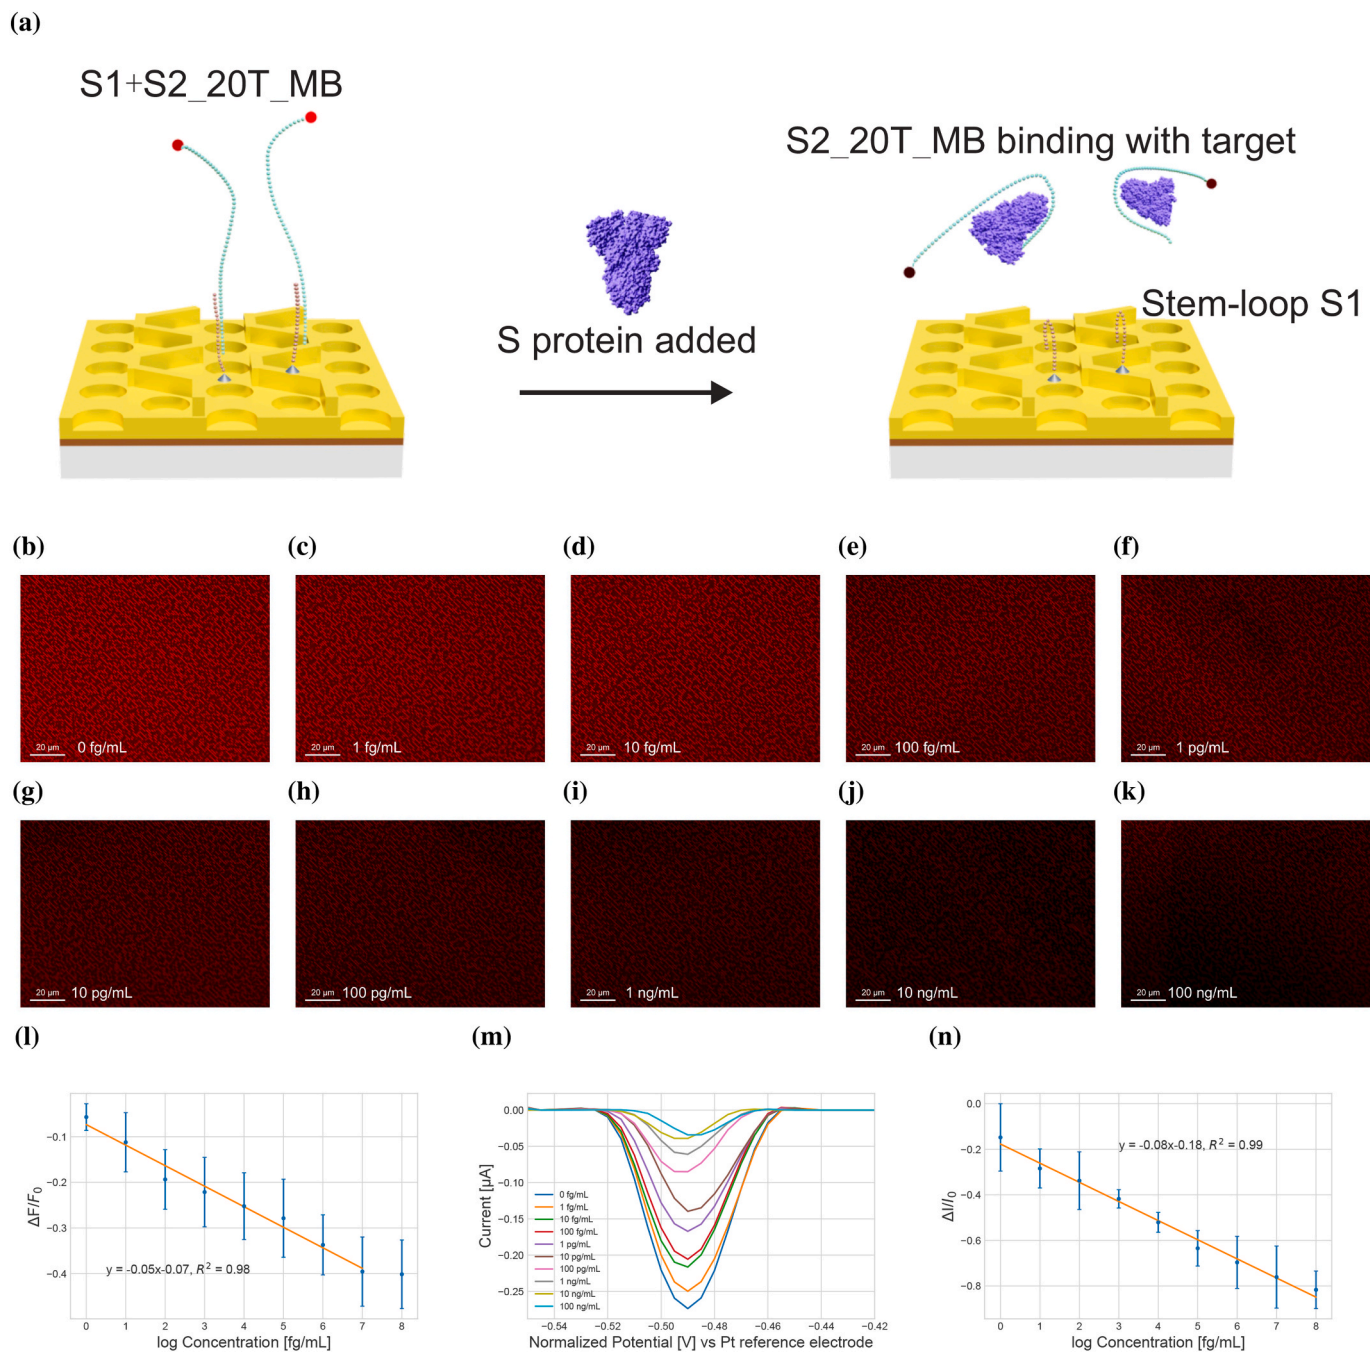 (a)
S1+S2_20T_MB
S2_20T_MB binding with target
S protein added
Stem-loop S1
(b)
(c)
(d)
(e)
(f)
20 µm
0 fg/mL
20 µm
1 fg/mL
20 µm
10 fg/mL
20 µm
100 fg/mL
20 µm
1 pg/mL
(g)
(h)
(i)
(j)
(k)
20 µm
10 pg/mL
20 µm
100 pg/mL
20 µm
1 ng/mL
20 µm
10 ng/mL
20 µm
100 ng/mL
(l)
−0.1
−0.2
−0.3
−0.4
ΔF/F₀
y = -0.05x-0.07, R² = 0.98
0 1 2 3 4 5 6 7 8
log Concentration [fg/mL]
(m)
0.00
−0.05
−0.10
−0.15
−0.20
−0.25
Current [µA]
0 fg/mL
1 fg/mL
10 fg/mL
100 fg/mL
1 pg/mL
10 pg/mL
100 pg/mL
1 ng/mL
10 ng/mL
100 ng/mL
−0.54 −0.52 −0.50 −0.48 −0.46 −0.44 −0.42
Normalized Potential [V] vs Pt reference electrode
(n)
0.0
−0.2
−0.4
−0.6
−0.8
ΔI/I₀
y = -0.08x-0.18, R² = 0.99
0 1 2 3 4 5 6 7 8
log Concentration [fg/mL]